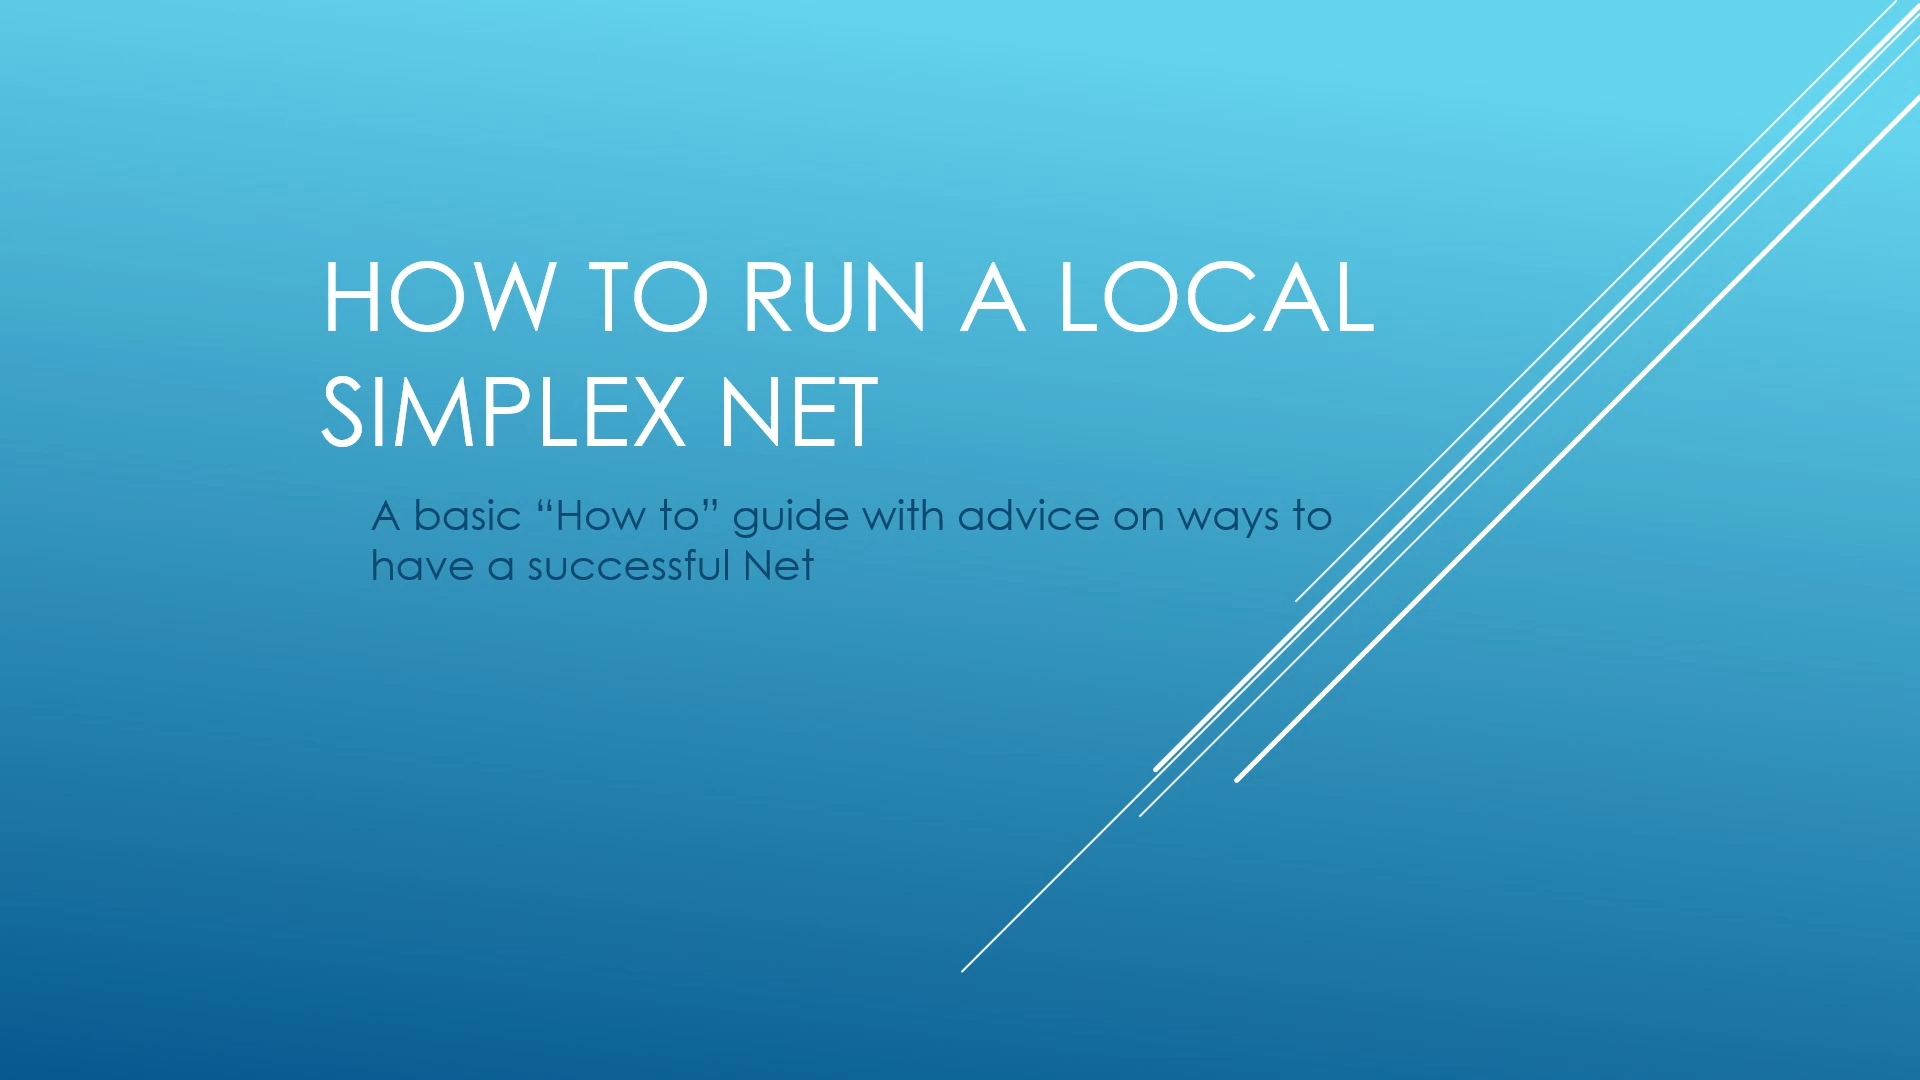 HOW TO RUN A LOCAL
SIMPLEX NET
A basic “How to” guide with advice on ways to
have a successful Net